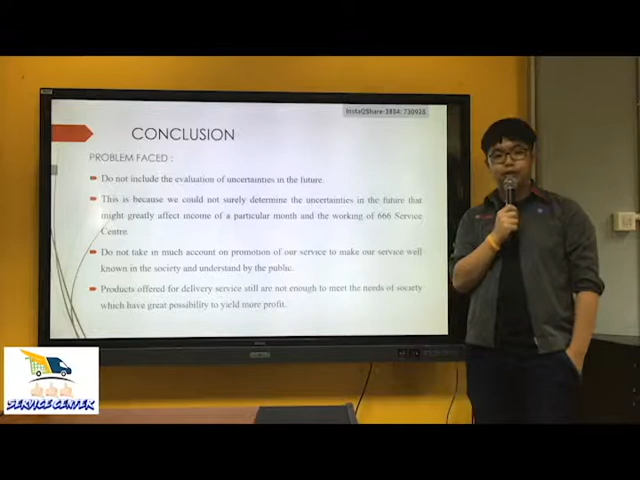 InstaQShare-3854: 730925
CONCLUSION
PROBLEM FACED :
Do not include the evaluation of uncertainties in the future.
This is because we could not surely determine the uncertainties in the future that
might greatly affect income of a particular month and the working of 666 Service
Centre.
Do not take in much account on promotion of our service to make our service well
known in the society and understand by the public.
Products offered for delivery service still are not enough to meet the needs of society
which have great possibility to yield more profit.
SERVICE CENTER